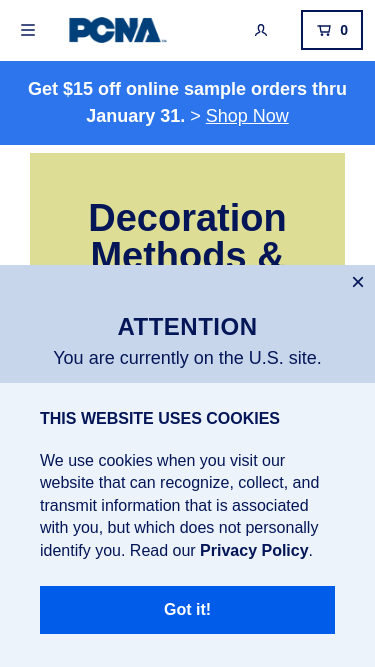 PCNA
0
Get $15 off online sample orders thru
January 31. > Shop Now
Decoration
Methods &
×
ATTENTION
You are currently on the U.S. site.
THIS WEBSITE USES COOKIES
We use cookies when you visit our
website that can recognize, collect, and
transmit information that is associated
with you, but which does not personally
identify you. Read our Privacy Policy.
Got it!